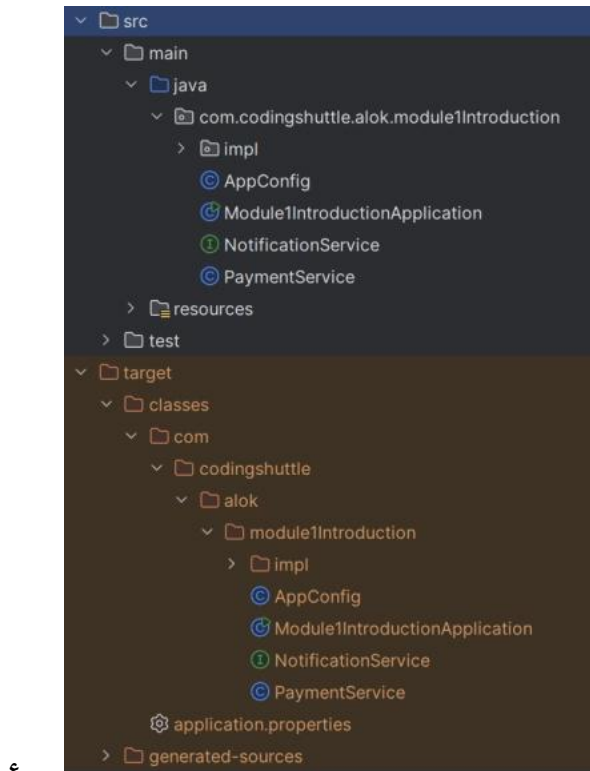 src
main
java
com.codingshuttle.alok.module1Introduction
impl
AppConfig
Module1IntroductionApplication
NotificationService
PaymentService
resources
test
target
classes
com
codingshuttle
alok
module1Introduction
impl
AppConfig
Module1IntroductionApplication
NotificationService
PaymentService
application.properties
generated-sources